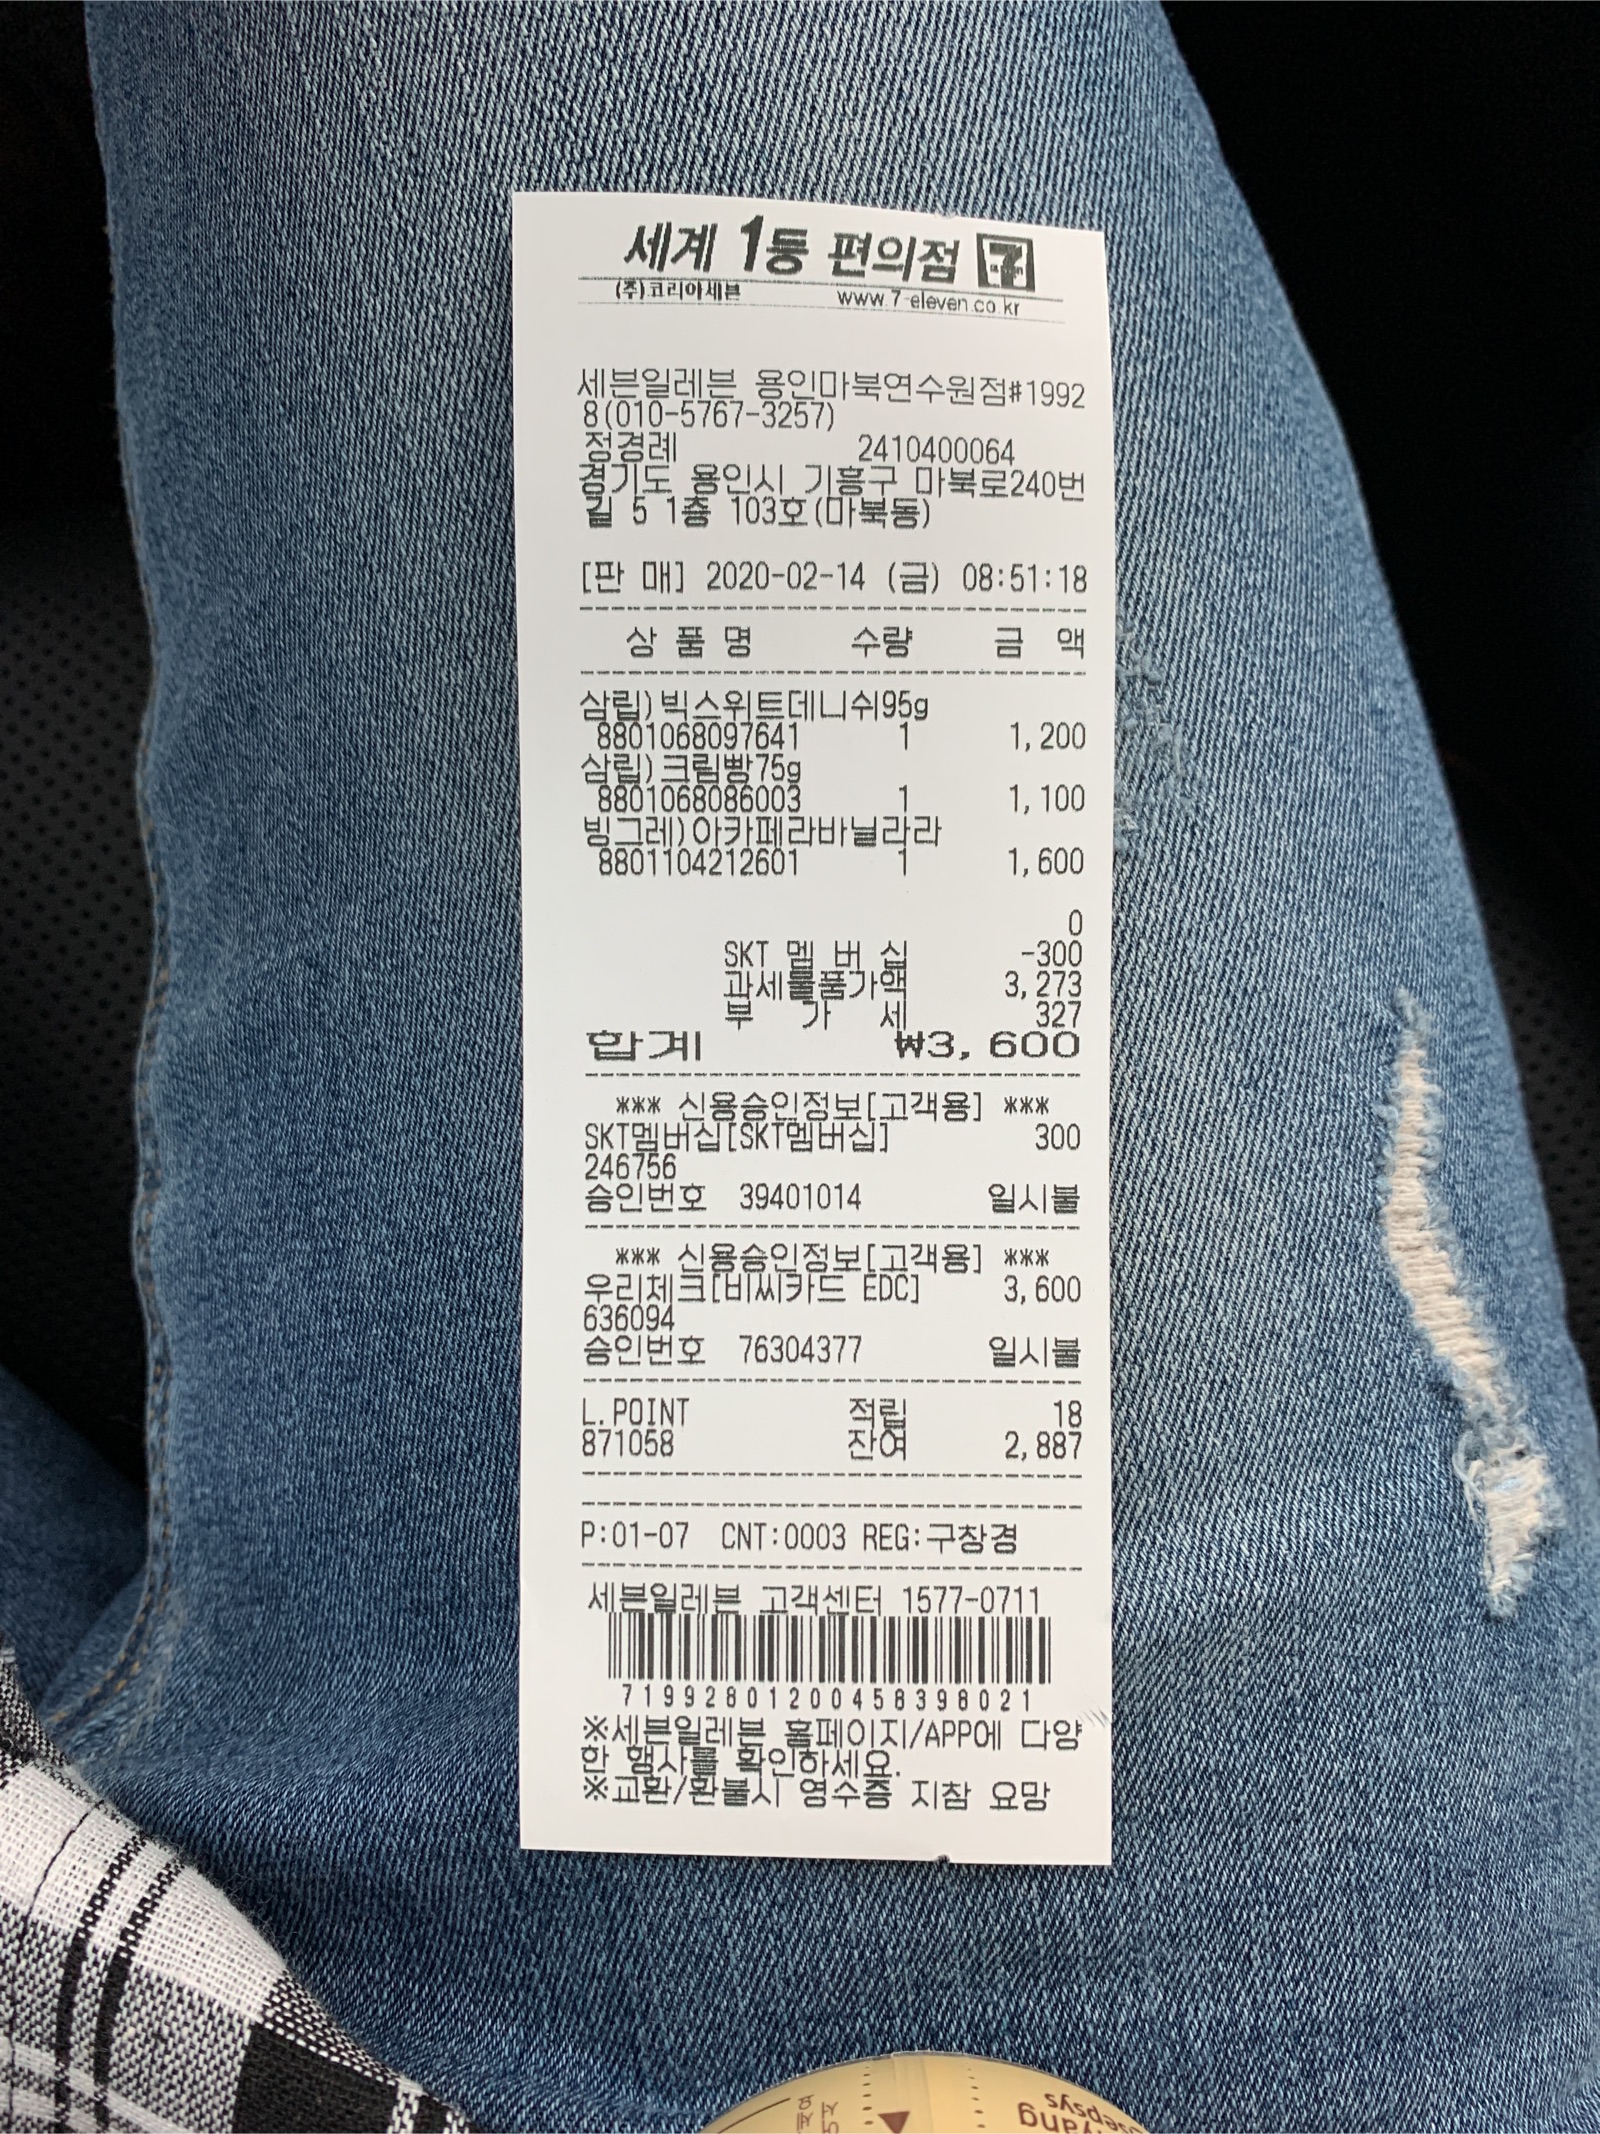 세계 1등 편의점 7
(주)코리아세븐 www.7-eleven.co.kr
세븐일레븐 용인마북연수원점#1992
8(010-5767-3257)
정경례 2410400064
경기도 용인시 기흥구 마북로240번
길 5 1층 103호(마북동)
[판 매] 2020-02-14 (금) 08:51:18
상 품 명 수량 금 액
삼립)빅스위트데니쉬95g
8801068097641 1 1,200
삼립)크림빵75g
8801068086003 1 1,100
빙그레)아카페라바닐라라
8801104212601 1 1,600
0
SKT 멤 버 십 -300
과세물품가액 3,273
부 가 세 327
합계 ₩3,600
*** 신용승인정보[고객용] ***
SKT멤버십[SKT멤버십] 300
246756
승인번호 39401014 일시불
*** 신용승인정보[고객용] ***
우리체크[비씨카드 EDC] 3,600
636094
승인번호 76304377 일시불
L.POINT 적립 18
871058 잔여 2,887
P:01-07 CNT:0003 REG:구창경
세븐일레븐 고객센터 1577-0711
71992801200458398021
※세븐일레븐 홈페이지/APP에 다양
한 행사를 확인하세요.
※교환/환불시 영수증 지참 요망